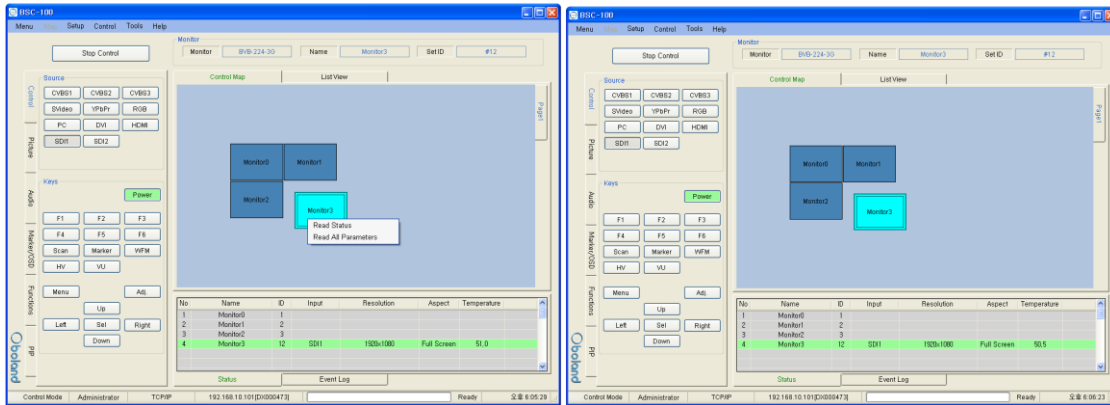 BSC-100
Menu Setup Control Tools Help
Stop Control
Monitor
Monitor BVB-224-3G Name Monitor3 Set ID #12
Control
Picture
Audio
Marker/OSD
Functions
PIP
boland
Source
CVBS1 CVBS2 CVBS3
SVideo YPbPr RGB
PC DVI HDMI
SDI1 SDI2
Keys
Power
F1 F2 F3
F4 F5 F6
Scan Marker WFM
HV VU
Menu Adj.
Up
Left Sel Right
Down
Control Map List View
Page1
Monitor0 Monitor1
Monitor2
Monitor3
Read Status
Read All Parameters
No Name ID Input Resolution Aspect Temperature
1 Monitor0 1
2 Monitor1 2
3 Monitor2 3
4 Monitor3 12 SDI1 1920x1080 Full Screen 51.0
Status Event Log
Control Mode Administrator TCP/IP 192.168.10.101[DX000473] Ready 오후 6:05:29
BSC-100
Menu Setup Control Tools Help
Stop Control
Monitor
Monitor BVB-224-3G Name Monitor3 Set ID #12
Control
Picture
Audio
Marker/OSD
Functions
PIP
boland
Source
CVBS1 CVBS2 CVBS3
SVideo YPbPr RGB
PC DVI HDMI
SDI1 SDI2
Keys
Power
F1 F2 F3
F4 F5 F6
Scan Marker WFM
HV VU
Menu Adj.
Up
Left Sel Right
Down
Control Map List View
Page1
Monitor0 Monitor1
Monitor2
Monitor3
No Name ID Input Resolution Aspect Temperature
1 Monitor0 1
2 Monitor1 2
3 Monitor2 3
4 Monitor3 12 SDI1 1920x1080 Full Screen 50.5
Status Event Log
Control Mode Administrator TCP/IP 192.168.10.101[DX000473] Ready 오후 6:06:23